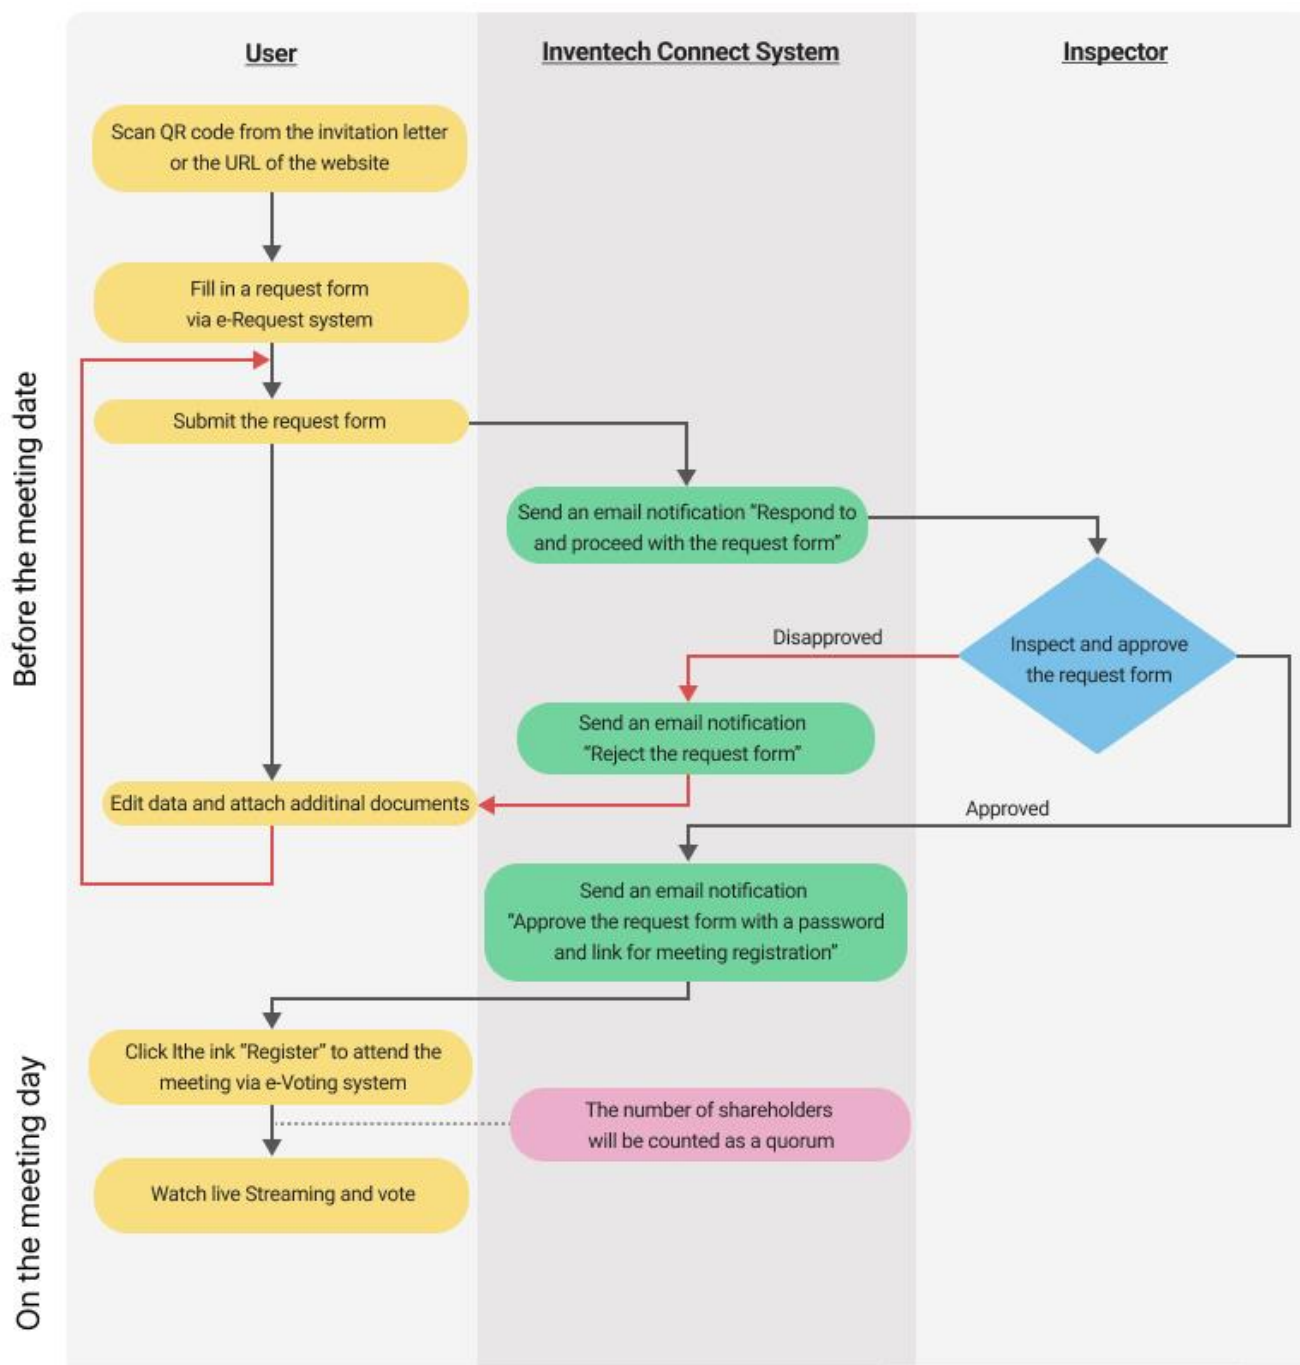 User
Inventech Connect System
Inspector
Scan QR code from the invitation letter
or the URL of the website
Fill in a request form
via e-Request system
Before the meeting date
Submit the request form
Send an email notification “Respond to
and proceed with the request form”
Disapproved
Inspect and approve
the request form
Send an email notification
“Reject the request form”
Edit data and attach additinal documents
Approved
Send an email notification
“Approve the request form with a password
and link for meeting registration”
On the meeting day
Click lthe ink “Register” to attend the
meeting via e-Voting system
The number of shareholders
will be counted as a quorum
Watch live Streaming and vote